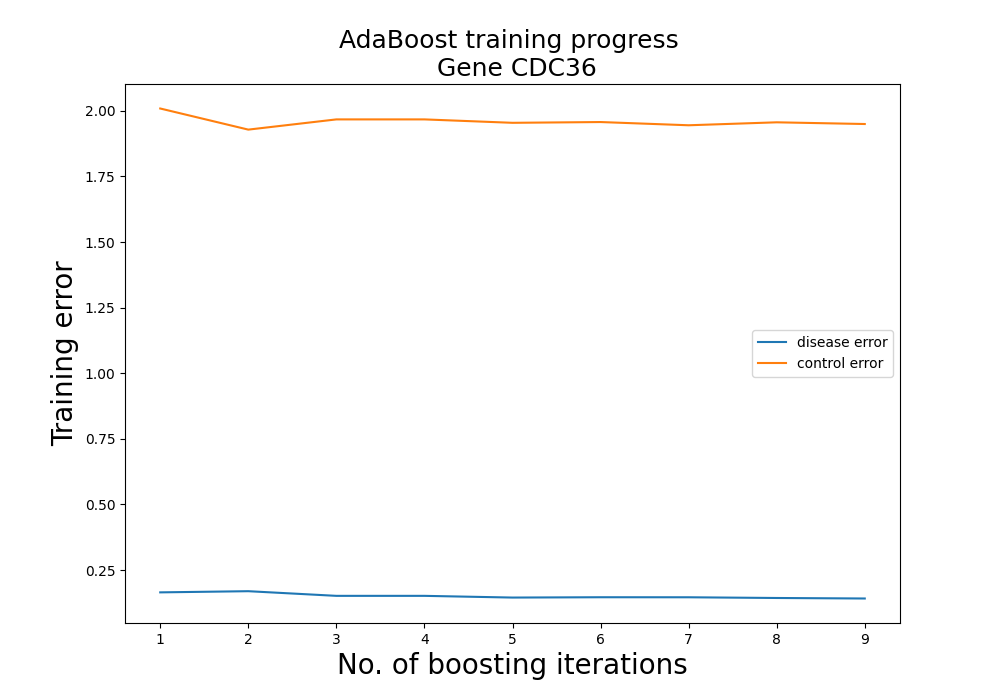 AdaBoost training progress
Gene CDC36
Training error
2.00
1.75
1.50
1.25
1.00
0.75
0.50
0.25
disease error
control error
1 2 3 4 5 6 7 8 9
No. of boosting iterations